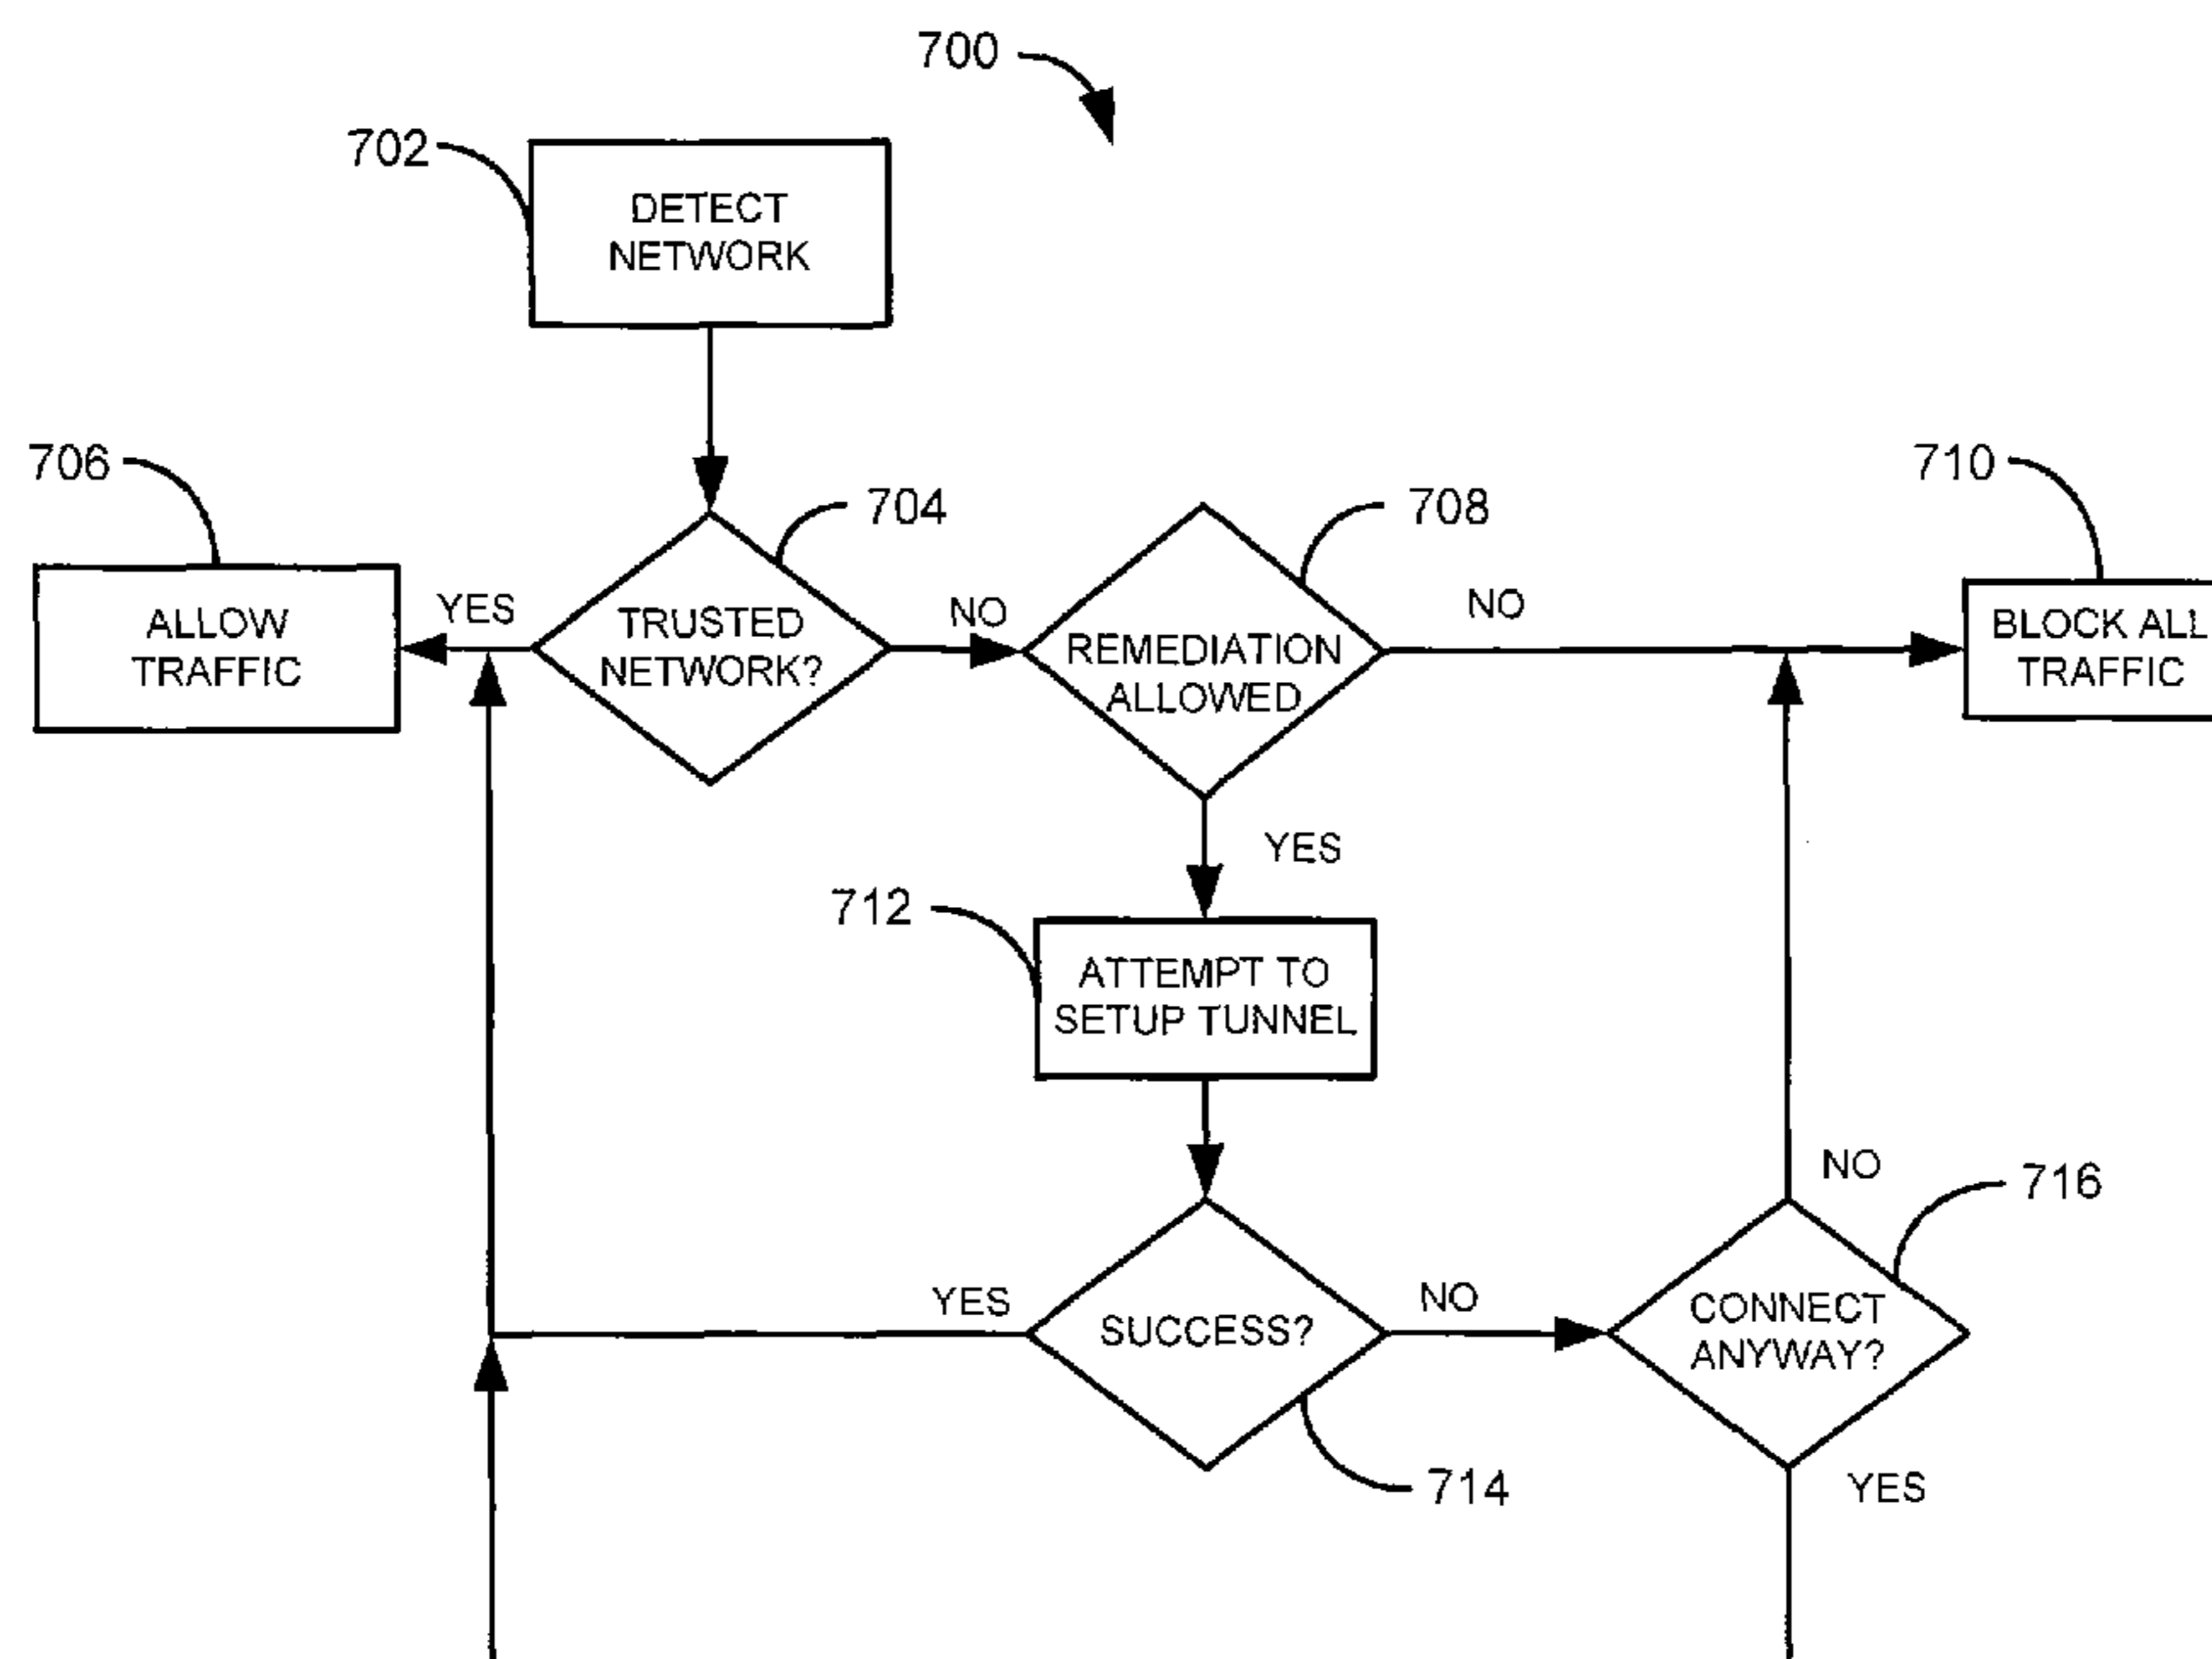 700
702
DETECT
NETWORK
706
704
708
710
ALLOW
TRAFFIC
YES
TRUSTED
NETWORK?
NO
REMEDIATION
ALLOWED
NO
BLOCK ALL
TRAFFIC
YES
712
ATTEMPT TO
SETUP TUNNEL
NO
716
YES
SUCCESS?
NO
CONNECT
ANYWAY?
714
YES